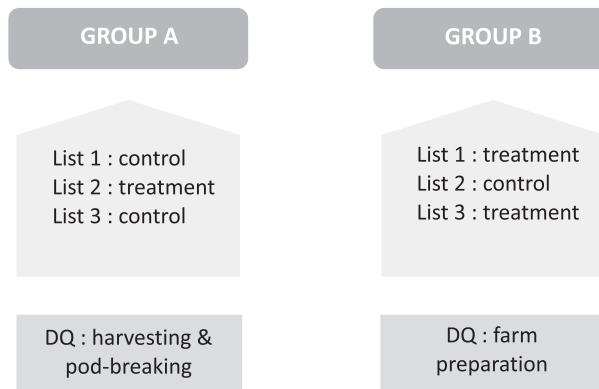 GROUP A
List 1 : control
List 2 : treatment
List 3 : control
DQ : harvesting &
pod-breaking
GROUP B
List 1 : treatment
List 2 : control
List 3 : treatment
DQ : farm
preparation